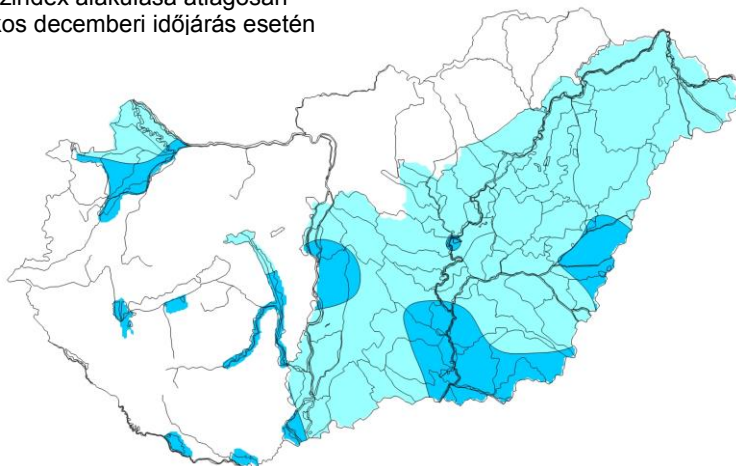 zindex alakulása átlagosan
kos decemberi időjárás esetén